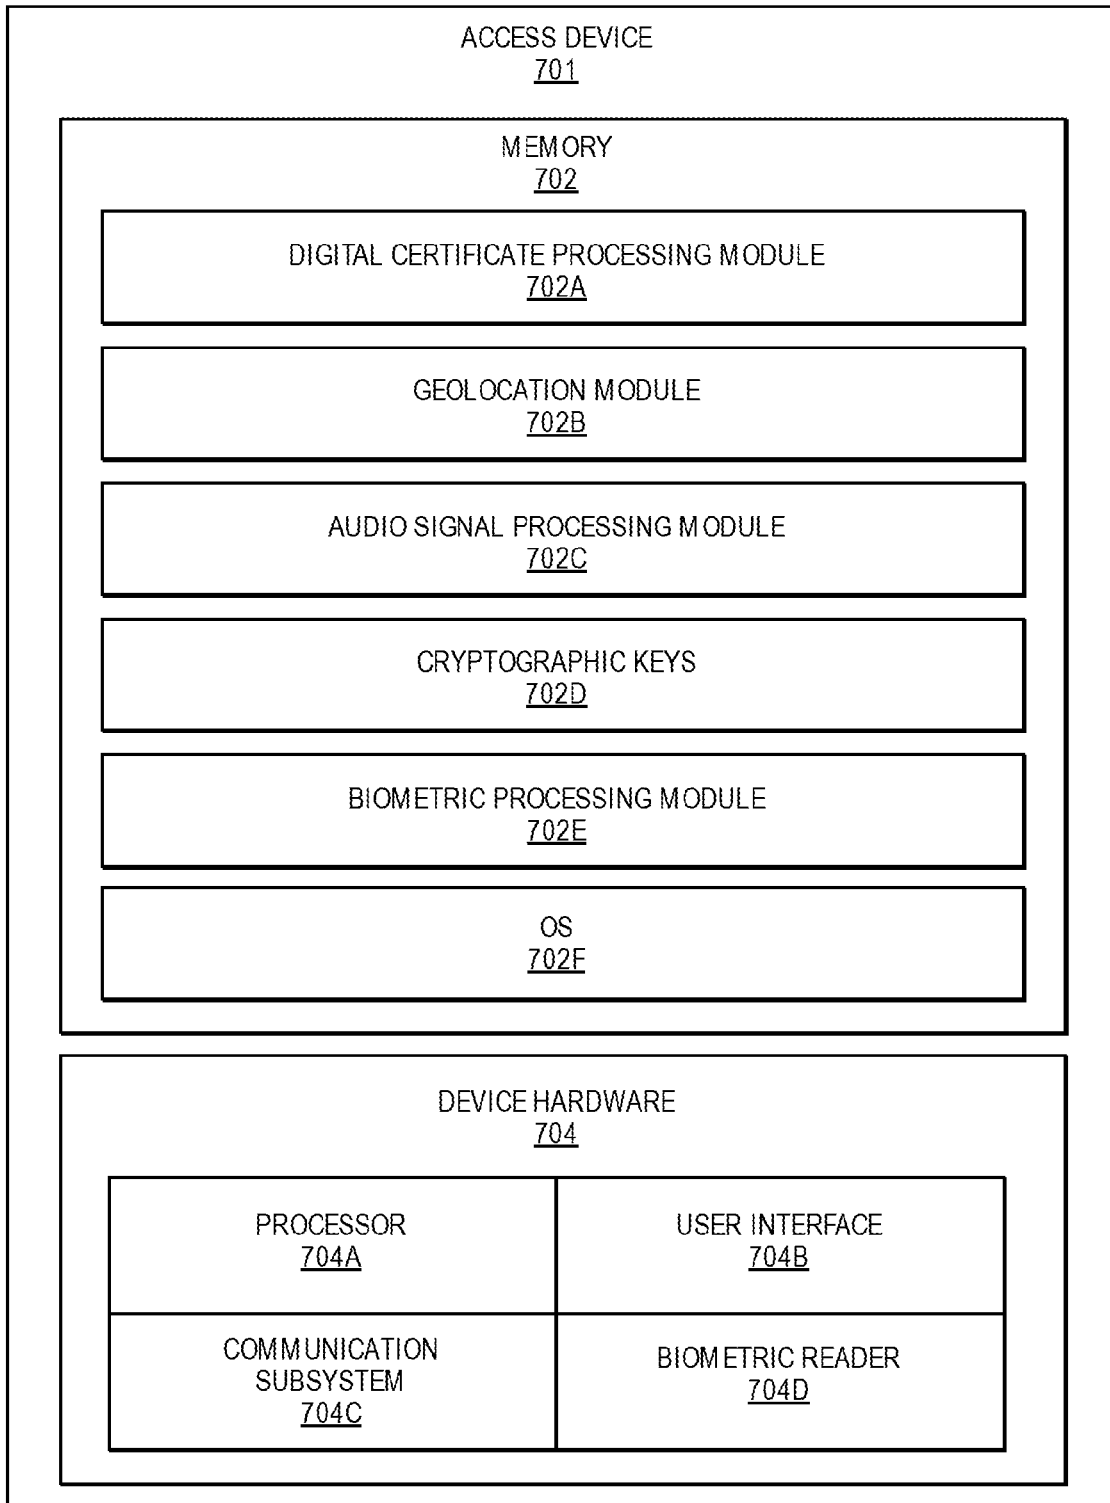 ACCESS DEVICE
701
MEMORY
702
DIGITAL CERTIFICATE PROCESSING MODULE
702A
GEOLOCATION MODULE
702B
AUDIO SIGNAL PROCESSING MODULE
702C
CRYPTOGRAPHIC KEYS
702D
BIOMETRIC PROCESSING MODULE
702E
OS
702F
DEVICE HARDWARE
704
PROCESSOR
704A
USER INTERFACE
704B
COMMUNICATION
SUBSYSTEM
704C
BIOMETRIC READER
704D